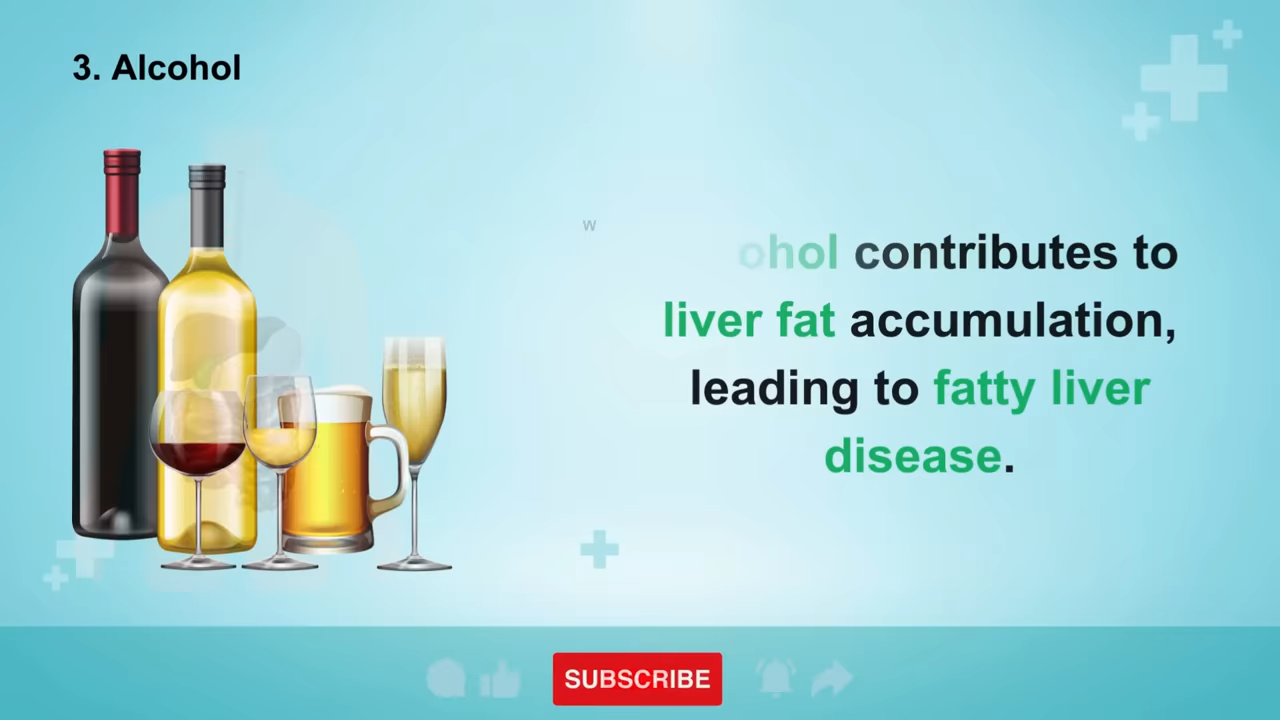 3. Alcohol
w
ohol contributes to
liver fat accumulation,
leading to fatty liver
disease.
SUBSCRIBE